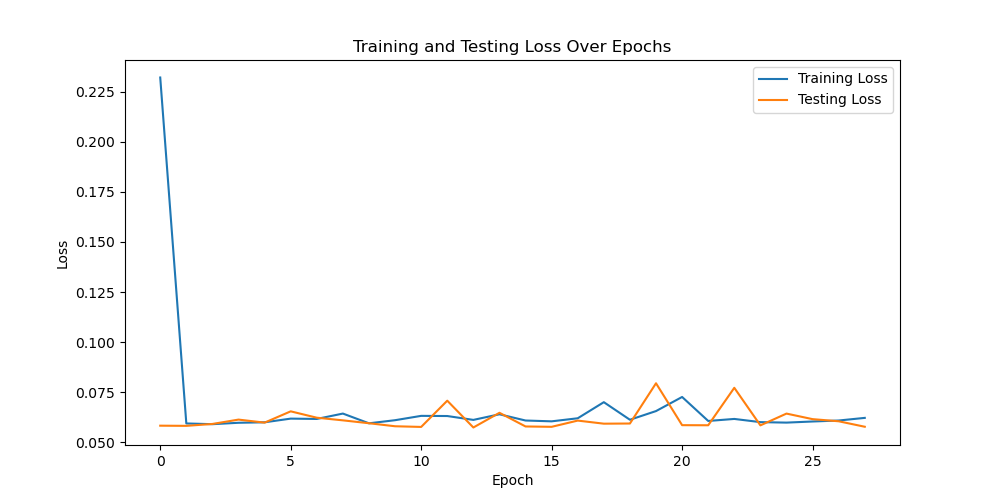 Training and Testing Loss Over Epochs
Training Loss
Testing Loss
0.225
0.200
0.175
0.150
0.125
0.100
0.075
0.050
Loss
0 5 10 15 20 25
Epoch